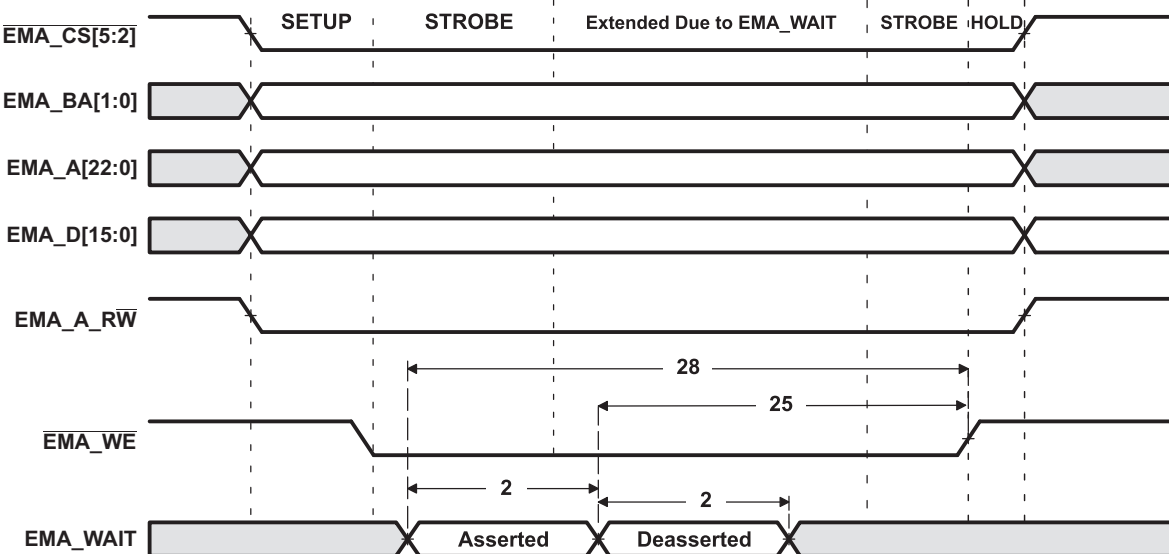 SETUP STROBE Extended Due to EMA_WAIT STROBE HOLD
EMA_CS[5:2]
EMA_BA[1:0]
EMA_A[22:0]
EMA_D[15:0]
EMA_A_RW
28
25
EMA_WE
2
2
EMA_WAIT Asserted Deasserted